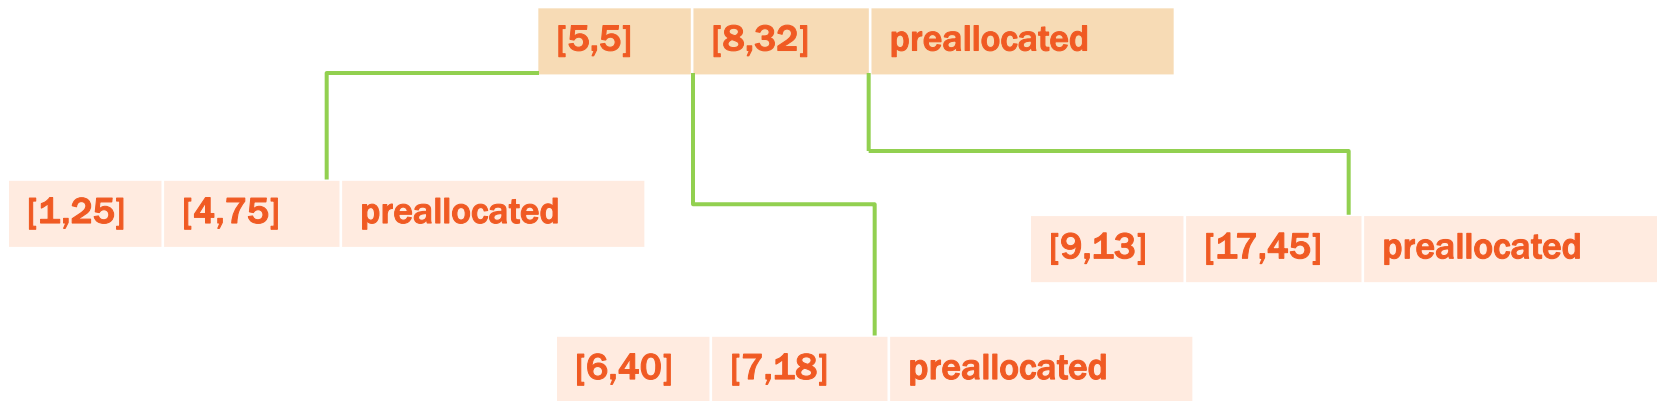 [5,5] [8,32] preallocated
[1,25] [4,75] preallocated
[9,13] [17,45] preallocated
[6,40] [7,18] preallocated